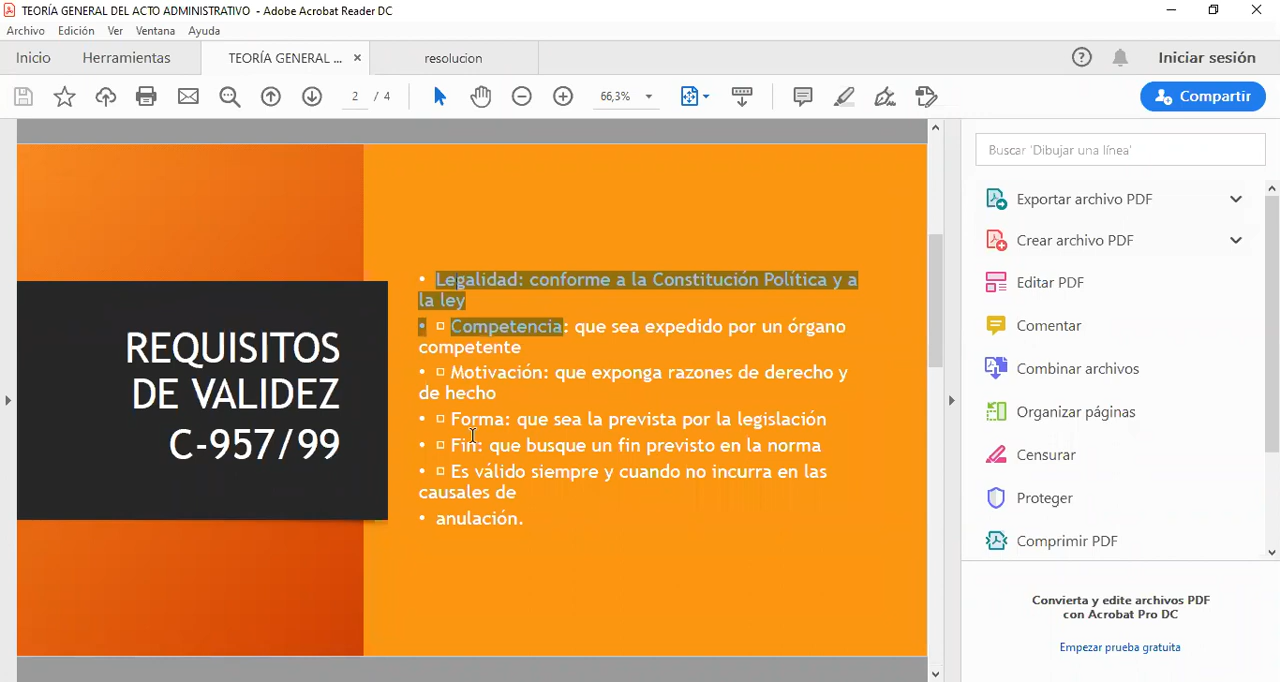 TEORÍA GENERAL DEL ACTO ADMINISTRATIVO - Adobe Acrobat Reader DC
Archivo Edición Ver Ventana Ayuda
Inicio Herramientas TEORÍA GENERAL ... × resolucion Iniciar sesión
2 / 4 66,3% Compartir
Buscar 'Dibujar una línea'
Exportar archivo PDF
Crear archivo PDF
Editar PDF
Comentar
Combinar archivos
Organizar páginas
Censurar
Proteger
Comprimir PDF
Convierta y edite archivos PDF
con Acrobat Pro DC
Empezar prueba gratuita
REQUISITOS
DE VALIDEZ
C-957/99
• Legalidad: conforme a la Constitución Política y a
la ley
• □ Competencia: que sea expedido por un órgano
competente
• □ Motivación: que exponga razones de derecho y
de hecho
• □ Forma: que sea la prevista por la legislación
• □ Fin: que busque un fin previsto en la norma
• □ Es válido siempre y cuando no incurra en las
causales de
• anulación.